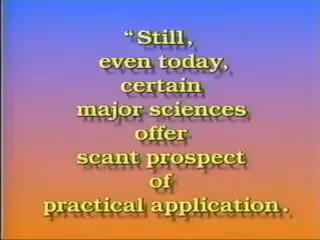 “Still,
even today,
certain
major sciences
offer
scant prospect
of
practical application.